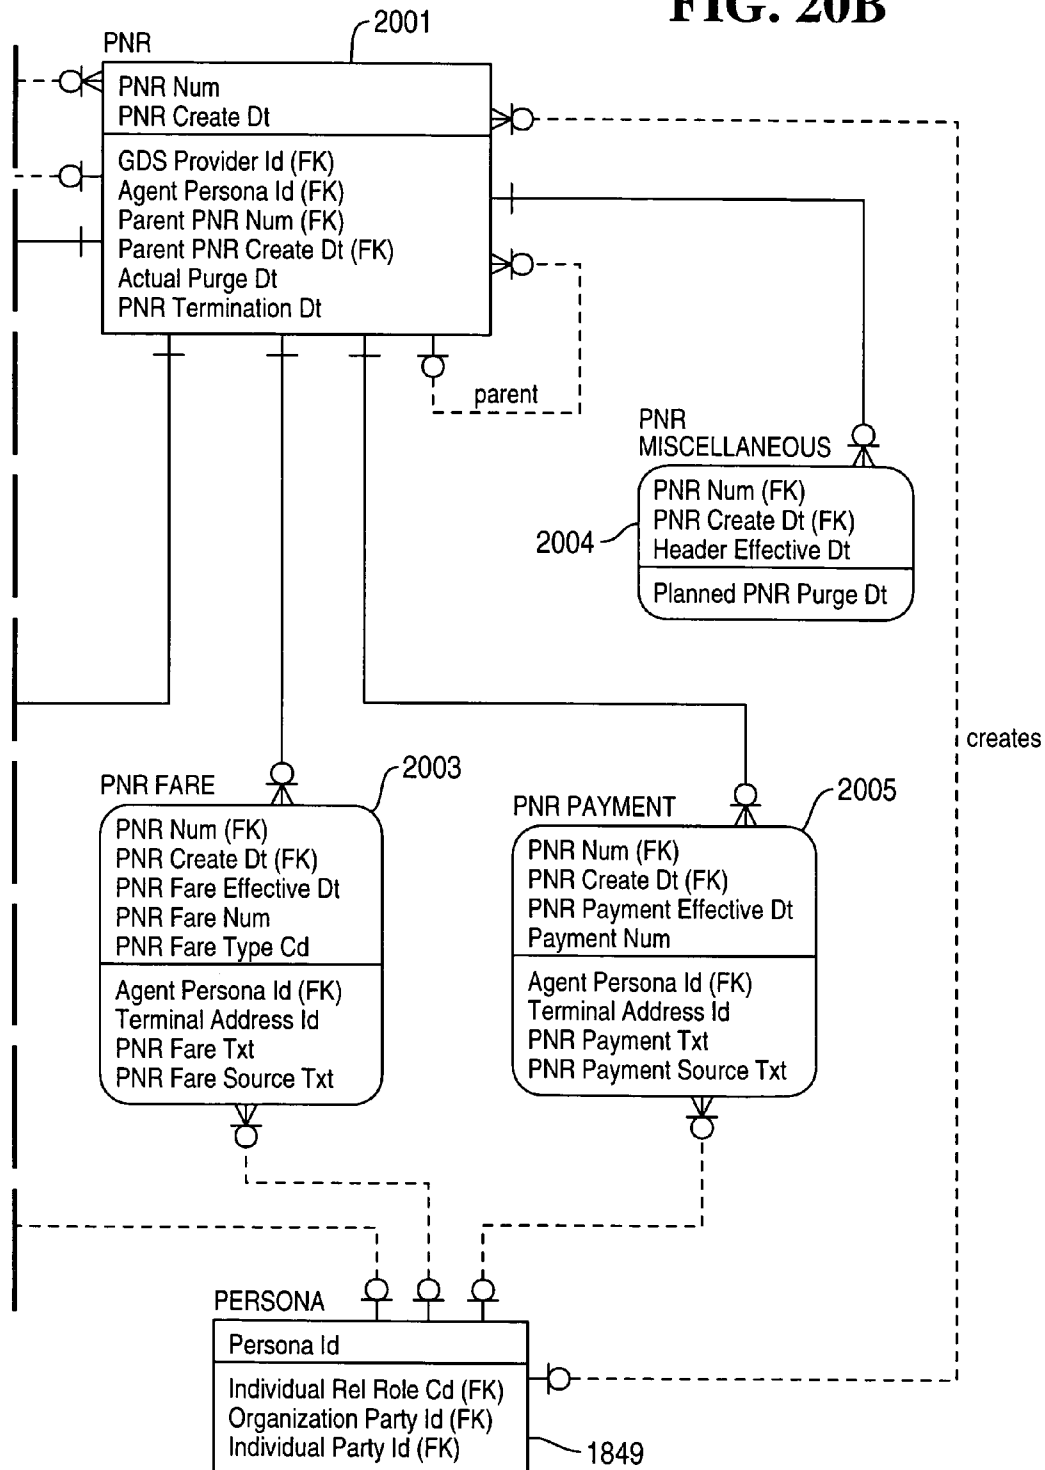 FIG. 20B
2001
PNR
PNR Num
PNR Create Dt
GDS Provider Id (FK)
Agent Persona Id (FK)
Parent PNR Num (FK)
Parent PNR Create Dt (FK)
Actual Purge Dt
PNR Termination Dt
parent
PNR
MISCELLANEOUS
PNR Num (FK)
PNR Create Dt (FK)
Header Effective Dt
Planned PNR Purge Dt
2004
creates
PNR FARE
2003
PNR Num (FK)
PNR Create Dt (FK)
PNR Fare Effective Dt
PNR Fare Num
PNR Fare Type Cd
Agent Persona Id (FK)
Terminal Address Id
PNR Fare Txt
PNR Fare Source Txt
PNR PAYMENT
2005
PNR Num (FK)
PNR Create Dt (FK)
PNR Payment Effective Dt
Payment Num
Agent Persona Id (FK)
Terminal Address Id
PNR Payment Txt
PNR Payment Source Txt
PERSONA
Persona Id
Individual Rel Role Cd (FK)
Organization Party Id (FK)
Individual Party Id (FK)
1849